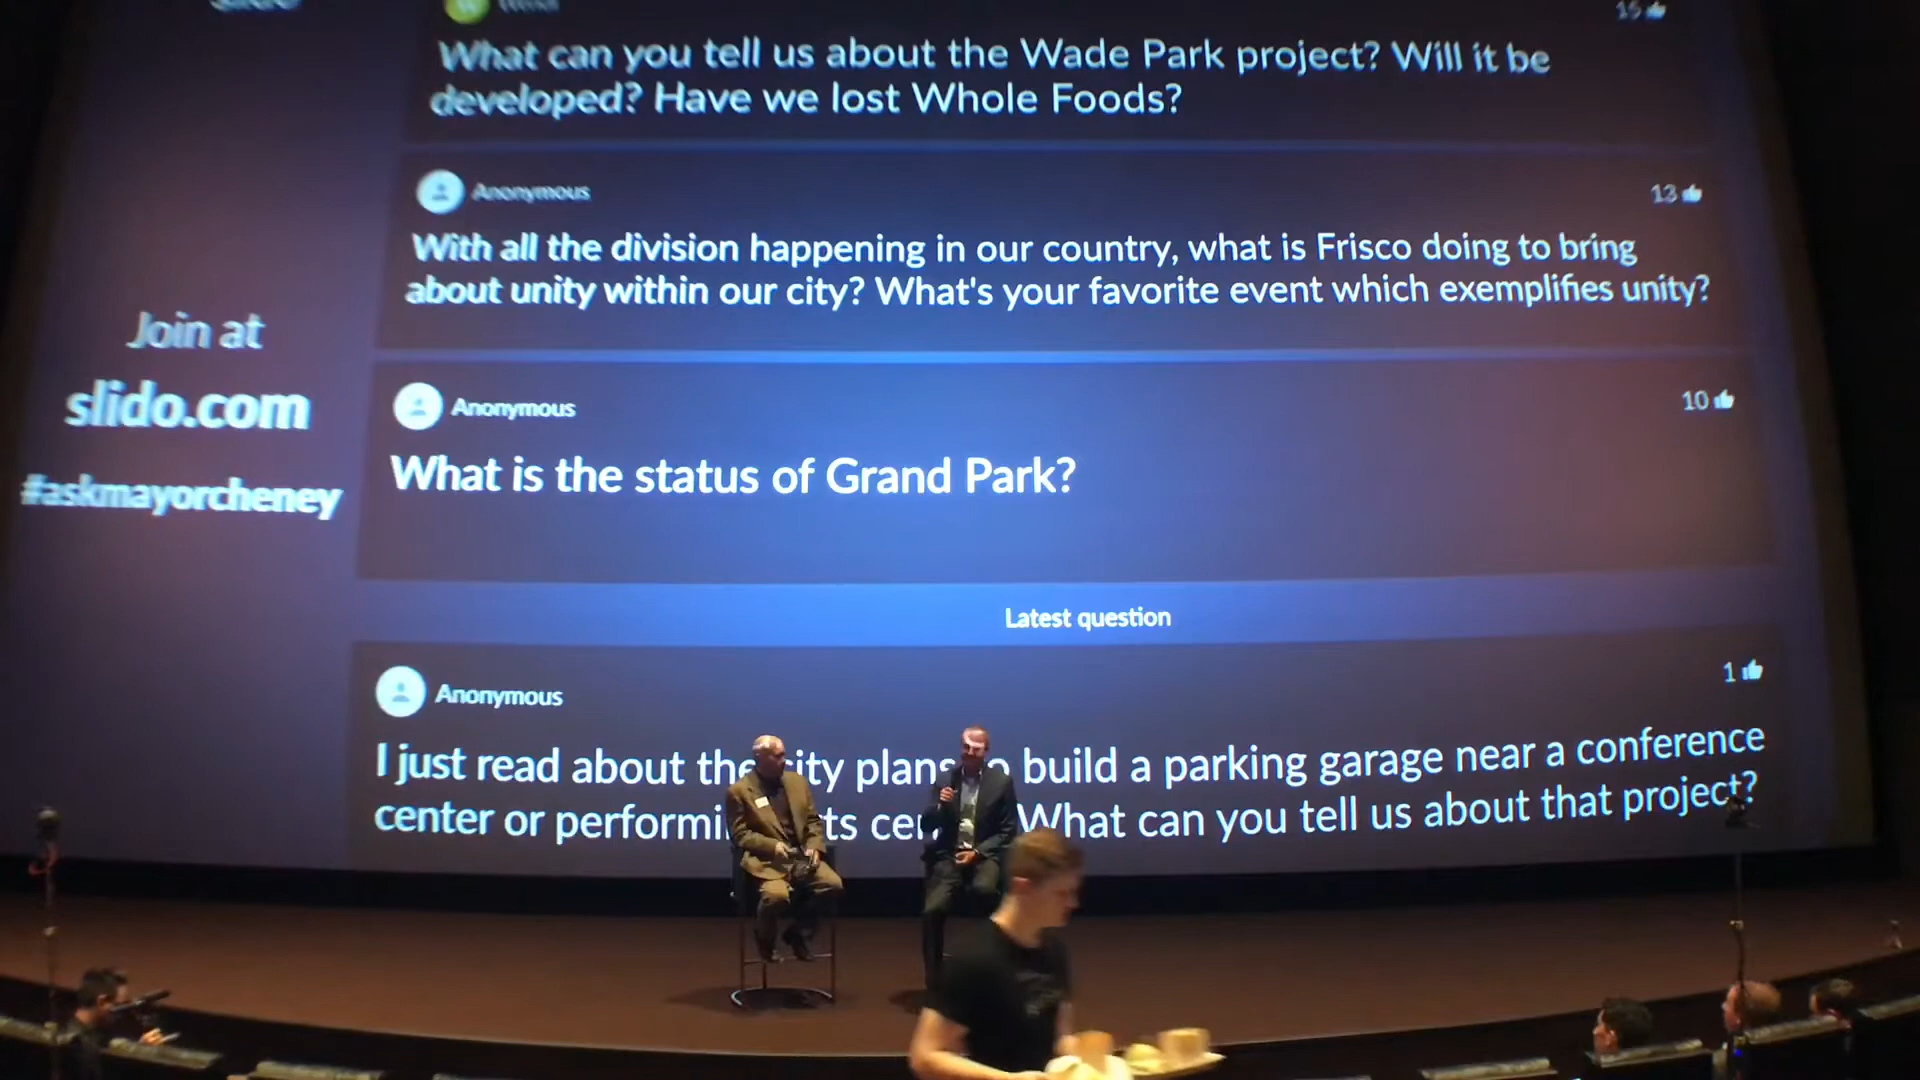 15
What can you tell us about the Wade Park project? Will it be
developed? Have we lost Whole Foods?
Anonymous
13
With all the division happening in our country, what is Frisco doing to bring
about unity within our city? What's your favorite event which exemplifies unity?
Join at
slido.com
#askmayorcheney
Anonymous
10
What is the status of Grand Park?
Latest question
Anonymous
1
I just read about the city plans build a parking garage near a conference
center or What can you tell us about that project?